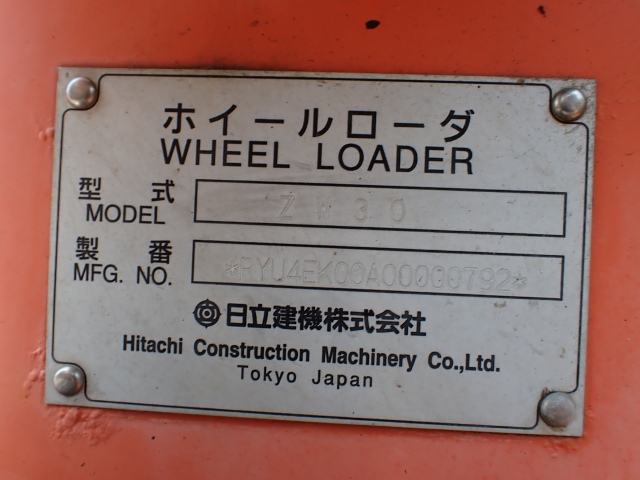 ホイールローダ
WHEEL LOADER
型式 ZW30
MODEL
製番 *RYU4EK00A00000792*
MFG. NO.
日立建機株式会社
Hitachi Construction Machinery Co.,Ltd.
Tokyo Japan